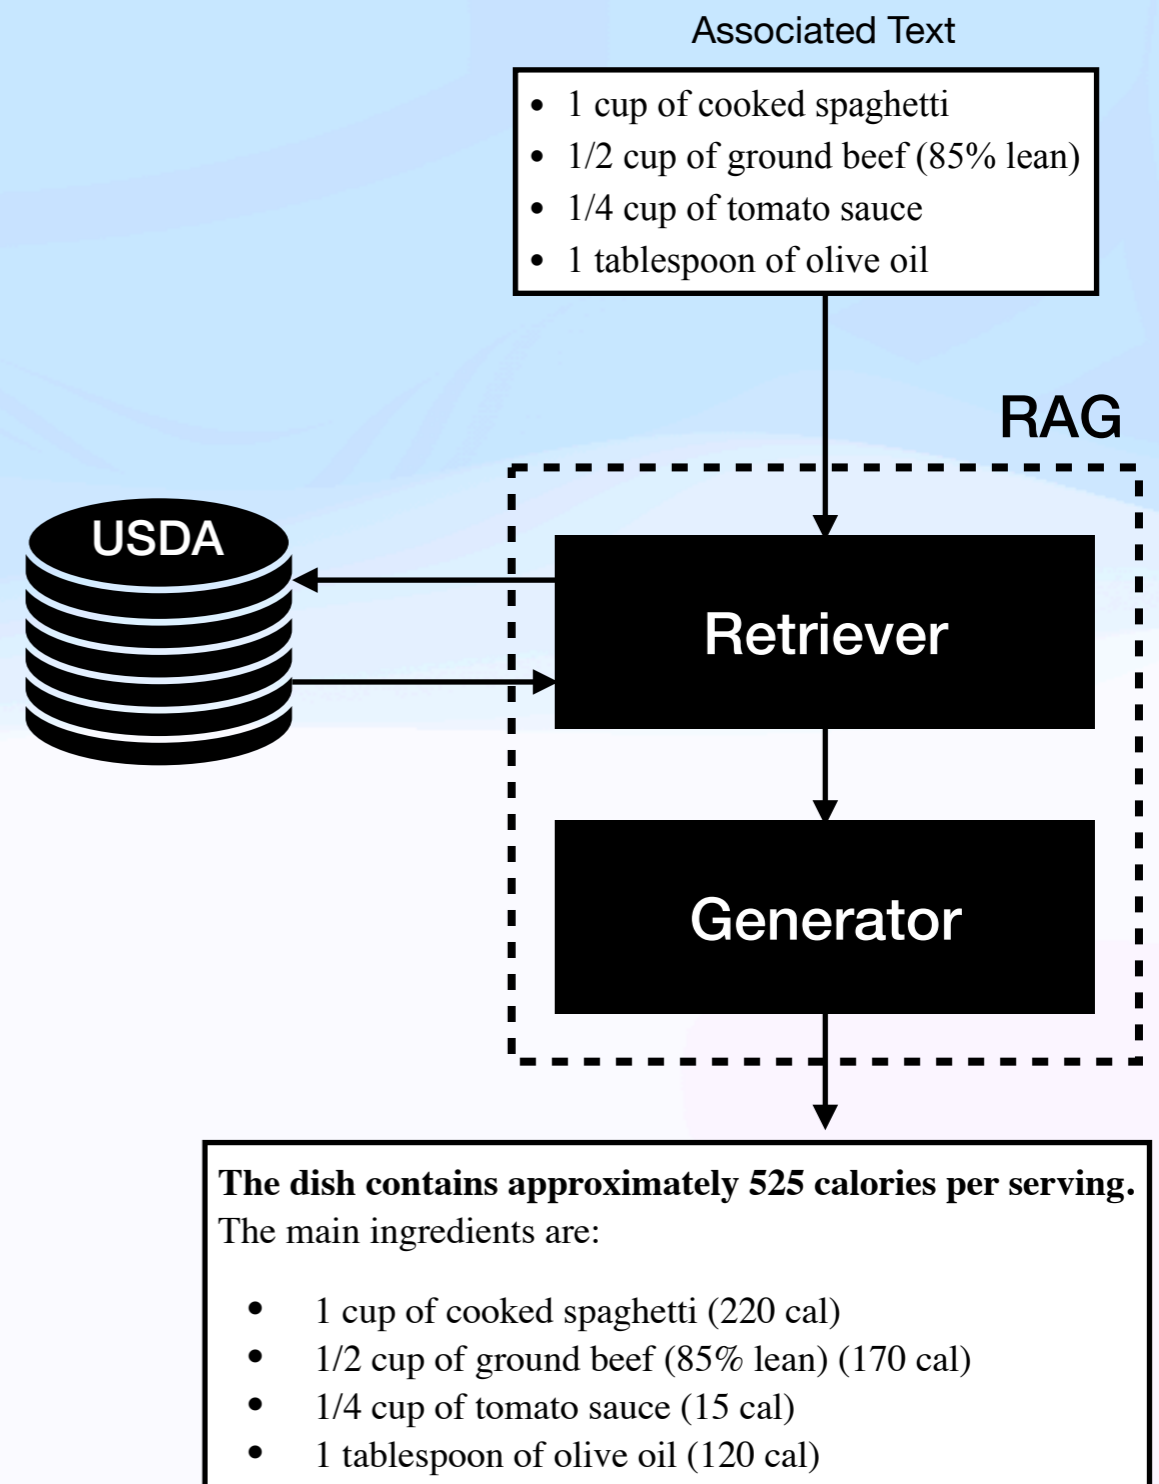 Associated Text
• 1 cup of cooked spaghetti
• 1/2 cup of ground beef (85% lean)
• 1/4 cup of tomato sauce
• 1 tablespoon of olive oil
RAG
USDA
Retriever
Generator
The dish contains approximately 525 calories per serving.
The main ingredients are:
• 1 cup of cooked spaghetti (220 cal)
• 1/2 cup of ground beef (85% lean) (170 cal)
• 1/4 cup of tomato sauce (15 cal)
• 1 tablespoon of olive oil (120 cal)